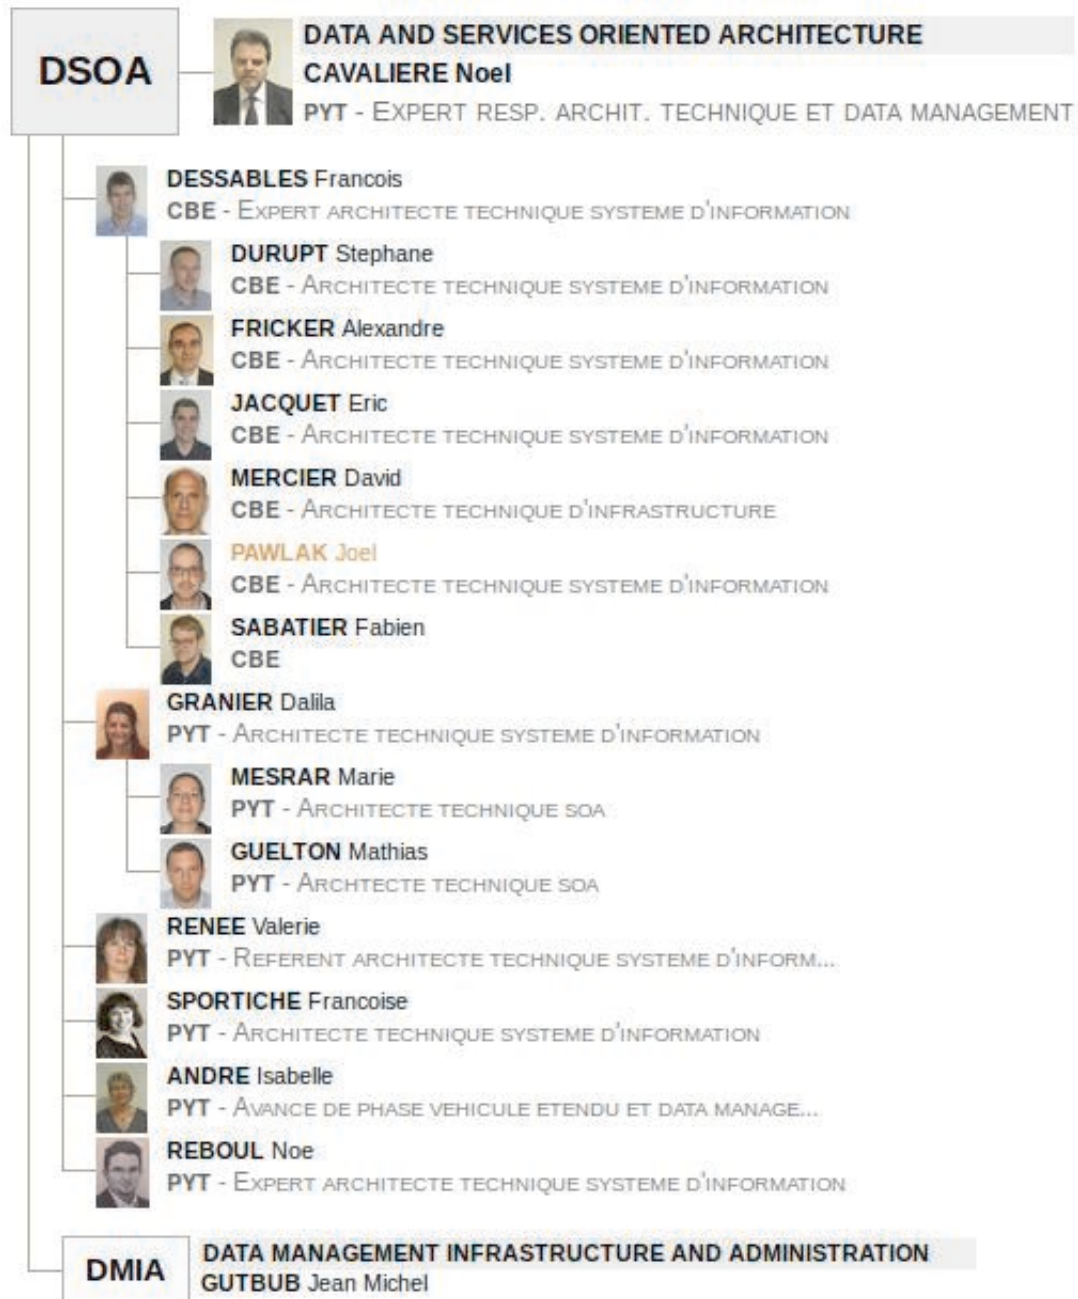 DSOA
DATA AND SERVICES ORIENTED ARCHITECTURE
CAVALIERE Noel
PYT - EXPERT RESP. ARCHIT. TECHNIQUE ET DATA MANAGEMENT
DESSABLES Francois
CBE - EXPERT ARCHITECTE TECHNIQUE SYSTEME D'INFORMATION
DURUPT Stephane
CBE - ARCHITECTE TECHNIQUE SYSTEME D'INFORMATION
FRICKER Alexandre
CBE - ARCHITECTE TECHNIQUE SYSTEME D'INFORMATION
JACQUET Eric
CBE - ARCHITECTE TECHNIQUE SYSTEME D'INFORMATION
MERCIER David
CBE - ARCHITECTE TECHNIQUE D'INFRASTRUCTURE
PAWLAK Joel
CBE - ARCHITECTE TECHNIQUE SYSTEME D'INFORMATION
SABATIER Fabien
CBE
GRANIER Dalila
PYT - ARCHITECTE TECHNIQUE SYSTEME D'INFORMATION
MESRAR Marie
PYT - ARCHITECTE TECHNIQUE SOA
GUELTON Mathias
PYT - ARCHTECTE TECHNIQUE SOA
RENEE Valerie
PYT - REFERENT ARCHITECTE TECHNIQUE SYSTEME D'INFORM...
SPORTICHE Francoise
PYT - ARCHITECTE TECHNIQUE SYSTEME D'INFORMATION
ANDRE Isabelle
PYT - AVANCE DE PHASE VEHICULE ETENDU ET DATA MANAGE...
REBOUL Noe
PYT - EXPERT ARCHITECTE TECHNIQUE SYSTEME D'INFORMATION
DMIA
DATA MANAGEMENT INFRASTRUCTURE AND ADMINISTRATION
GUTBUB Jean Michel